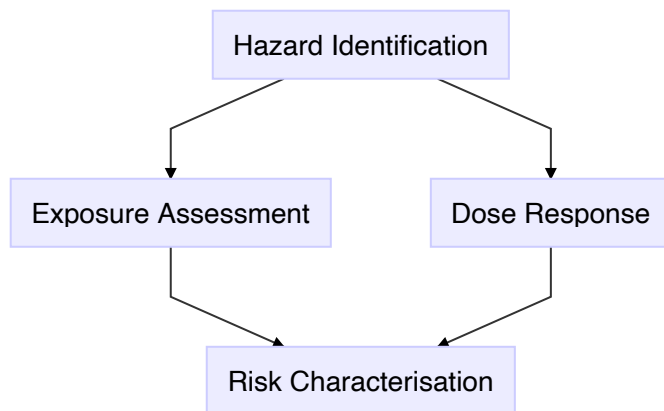 Hazard Identification
Exposure Assessment
Dose Response
Risk Characterisation